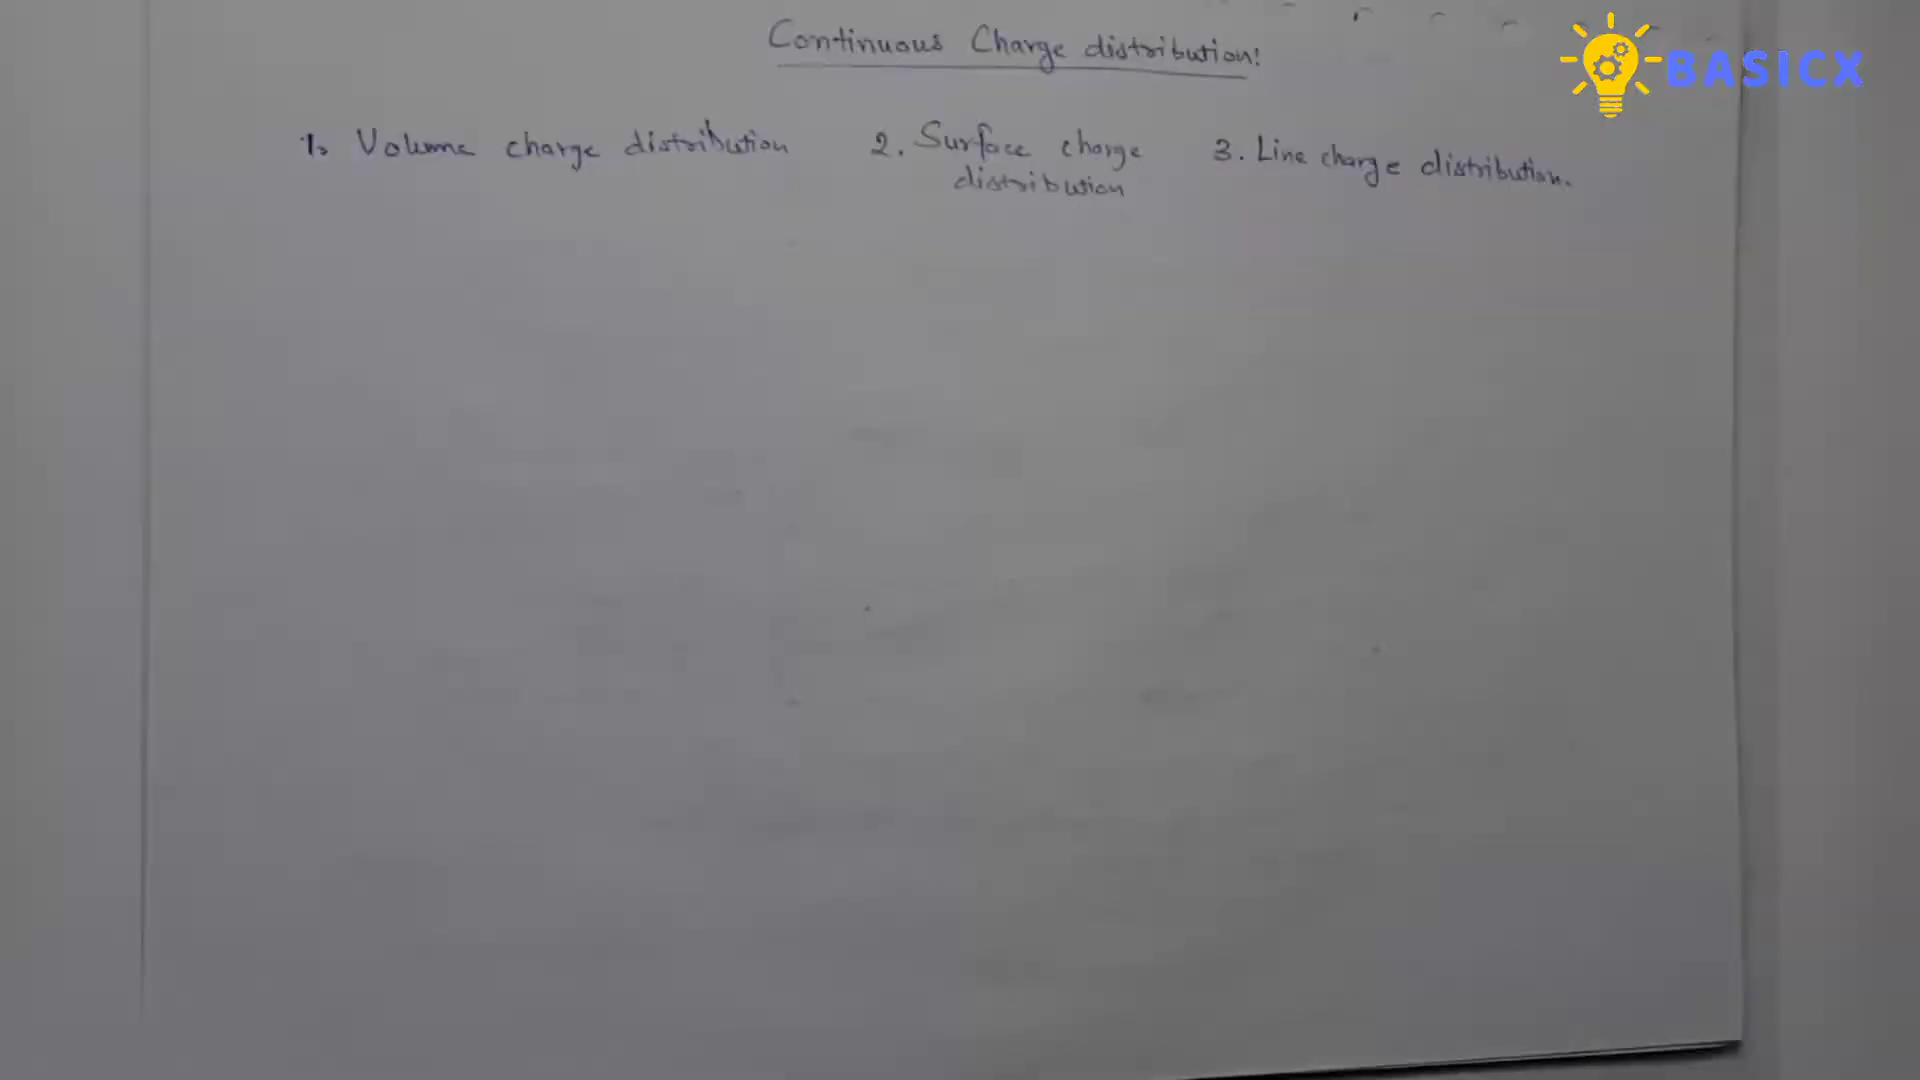 Continuous Charge distribution:
BASICX
1. Volume charge distribution 2. Surface charge distribution 3. Line charge distribution.